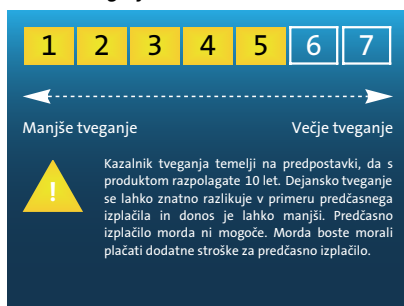 1 2 3 4 5 6 7
Manjše tveganje Večje tveganje
! Kazalnik tveganja temelji na predpostavki, da s
produktom razpolagate 10 let. Dejansko tveganje
se lahko znatno razlikuje v primeru predčasnega
izplačila in donos je lahko manjši. Predčasno
izplačilo morda ni mogoče. Morda boste morali
plačati dodatne stroške za predčasno izplačilo.